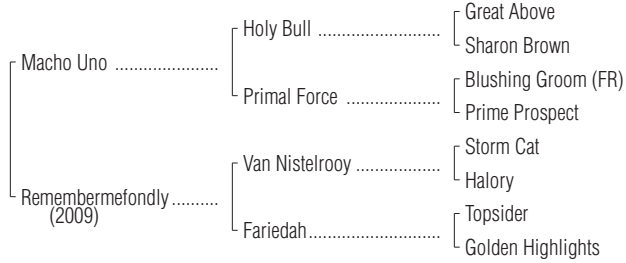 Great Above
Holy Bull ..........................
Sharon Brown
Macho Uno ......................
Blushing Groom (FR)
Primal Force ....................
Prime Prospect
Storm Cat
Van Nistelrooy ..................
Halory
Remembermefondly ..........
(2009)
Topsider
Fariedah............................
Golden Highlights